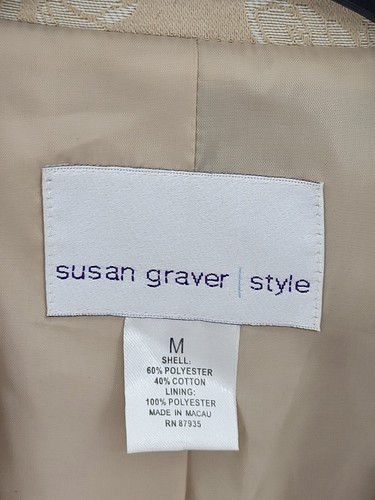 susan graver | style
M
SHELL:
60% POLYESTER
40% COTTON
LINING:
100% POLYESTER
MADE IN MACAU
RN 87935